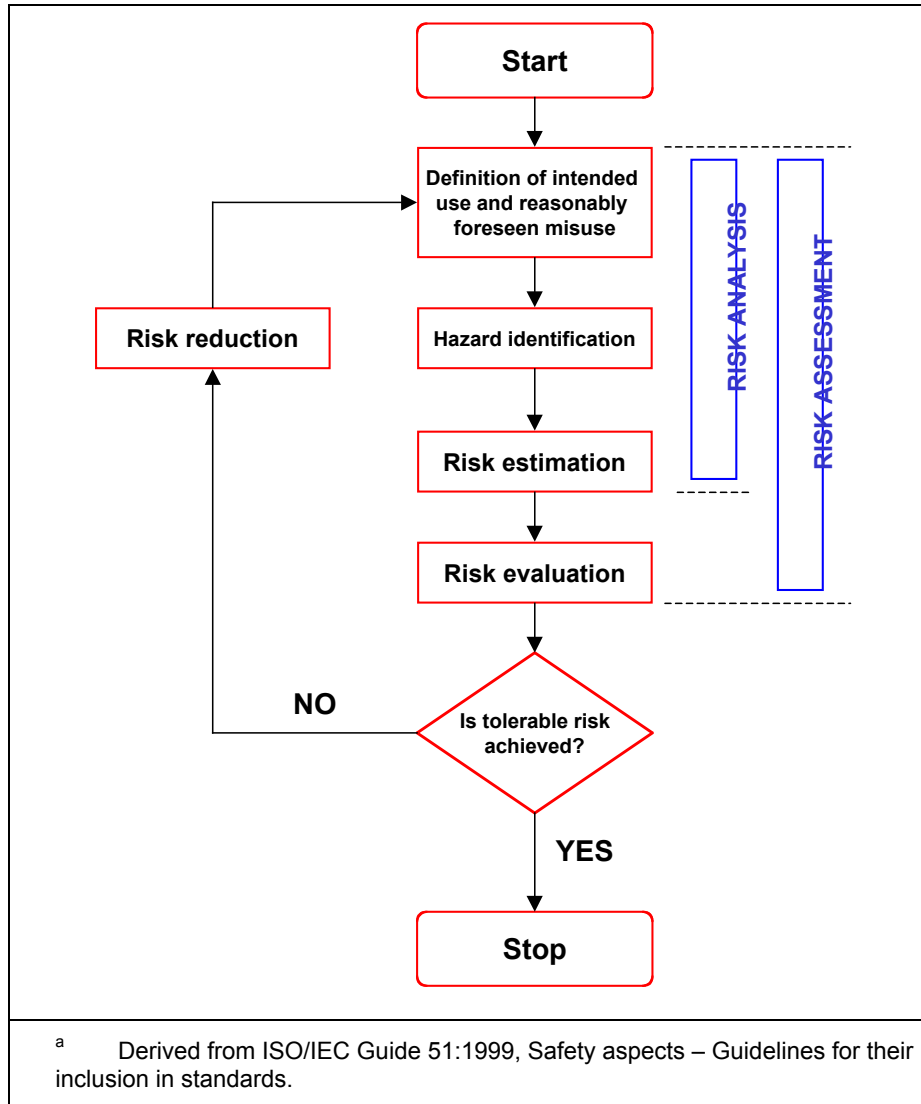 Start
Definition of intended
use and reasonably
foreseen misuse
RISK ANALYSIS
RISK ASSESSMENT
Risk reduction
Hazard identification
Risk estimation
Risk evaluation
NO
Is tolerable risk
achieved?
YES
Stop
a Derived from ISO/IEC Guide 51:1999, Safety aspects – Guidelines for their
inclusion in standards.